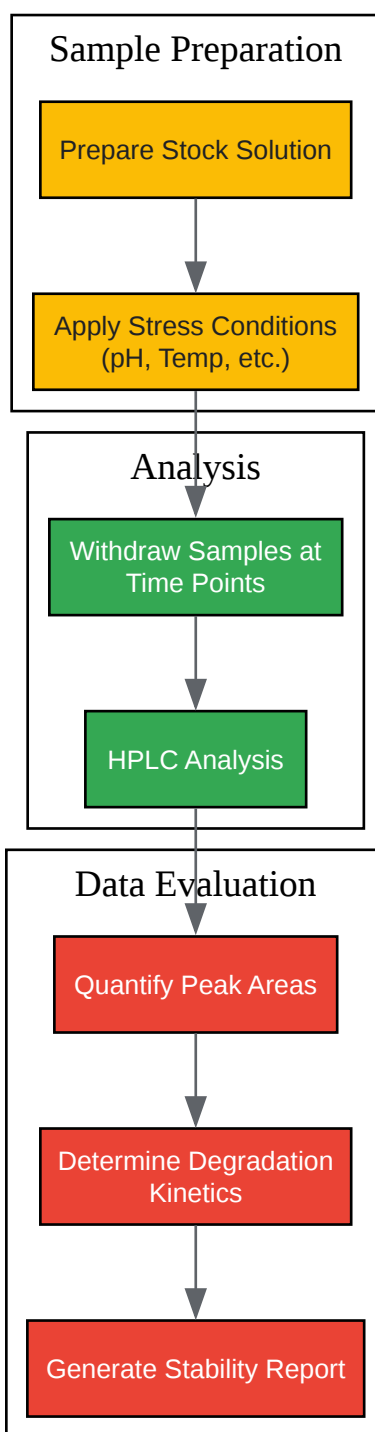 Sample Preparation
Prepare Stock Solution
Apply Stress Conditions
(pH, Temp, etc.)
Analysis
Withdraw Samples at
Time Points
HPLC Analysis
Data Evaluation
Quantify Peak Areas
Determine Degradation
Kinetics
Generate Stability Report